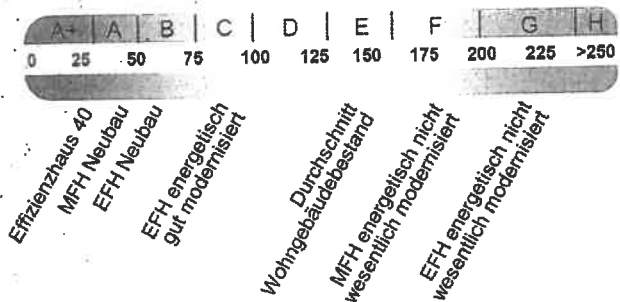 A+ | A | B | C | D | E | F | G | H
0 25 50 75 100 125 150 175 200 225 >250
Effizienzhaus 40
MFH Neubau
EFH Neubau
EFH energetisch
gut modernisiert
Durchschnitt
Wohngebäudebestand
MFH energetisch nicht
wesentlich modernisiert
EFH energetisch nicht
wesentlich modernisiert